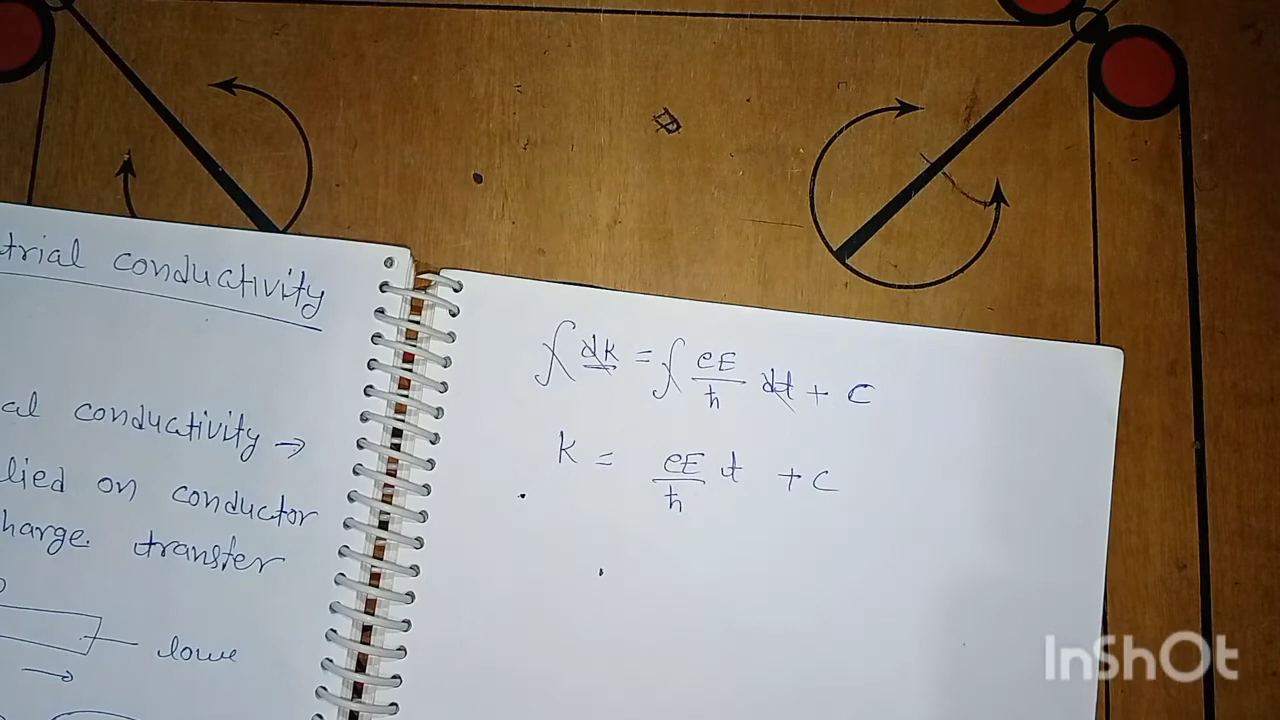 trial conductivity
al conductivity →
lied on conductor
harge transfer
lowe
∫ dk = ∫ eE/ħ dt + C
k = eE/ħ t + C
InShOt